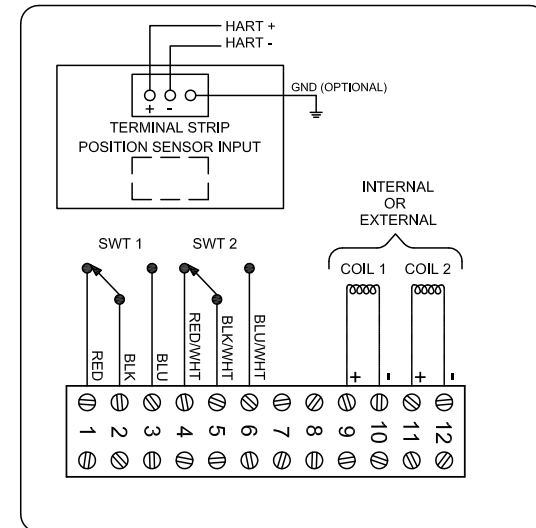 HART +
HART -
GND (OPTIONAL)
+ -
TERMINAL STRIP
POSITION SENSOR INPUT
INTERNAL
OR
EXTERNAL
SWT 1 SWT 2
COIL 1 COIL 2
RED BLK BLU RED/WHT BLK/WHT BLU/WHT
+ - + -
1 2 3 4 5 6 7 8 9 10 11 12